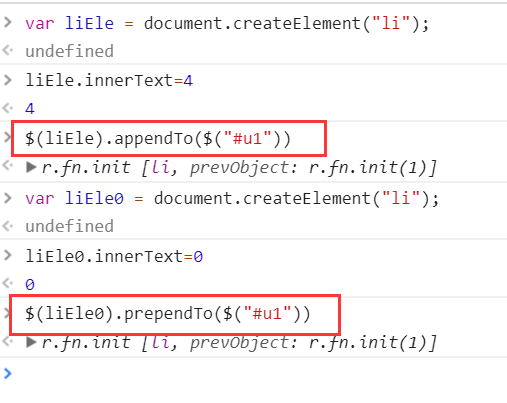 var liEle = document.createElement("li");
undefined
liEle.innerText=4
4
$(liEle).appendTo($("#u1"))
r.fn.init [li, prevObject: r.fn.init(1)]
var liEle0 = document.createElement("li");
undefined
liEle0.innerText=0
0
$(liEle0).prependTo($("#u1"))
r.fn.init [li, prevObject: r.fn.init(1)]